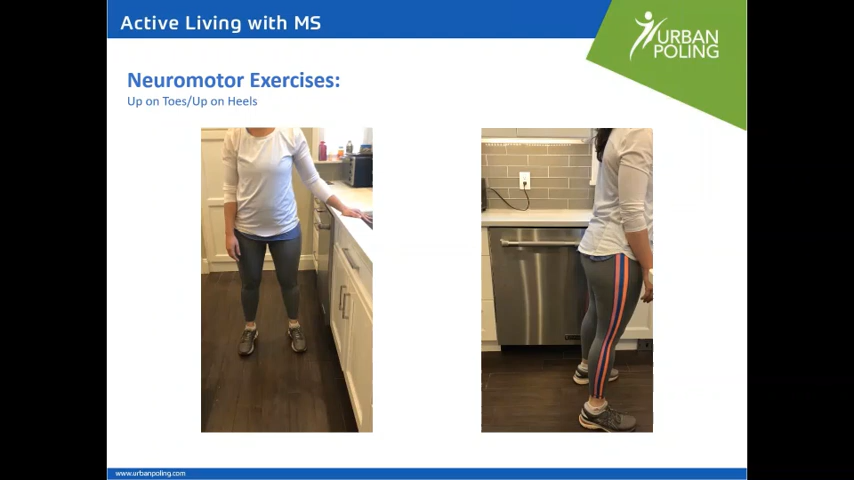 Active Living with MS
URBAN
POLING
Neuromotor Exercises:
Up on Toes/Up on Heels
www.urbanpoling.com